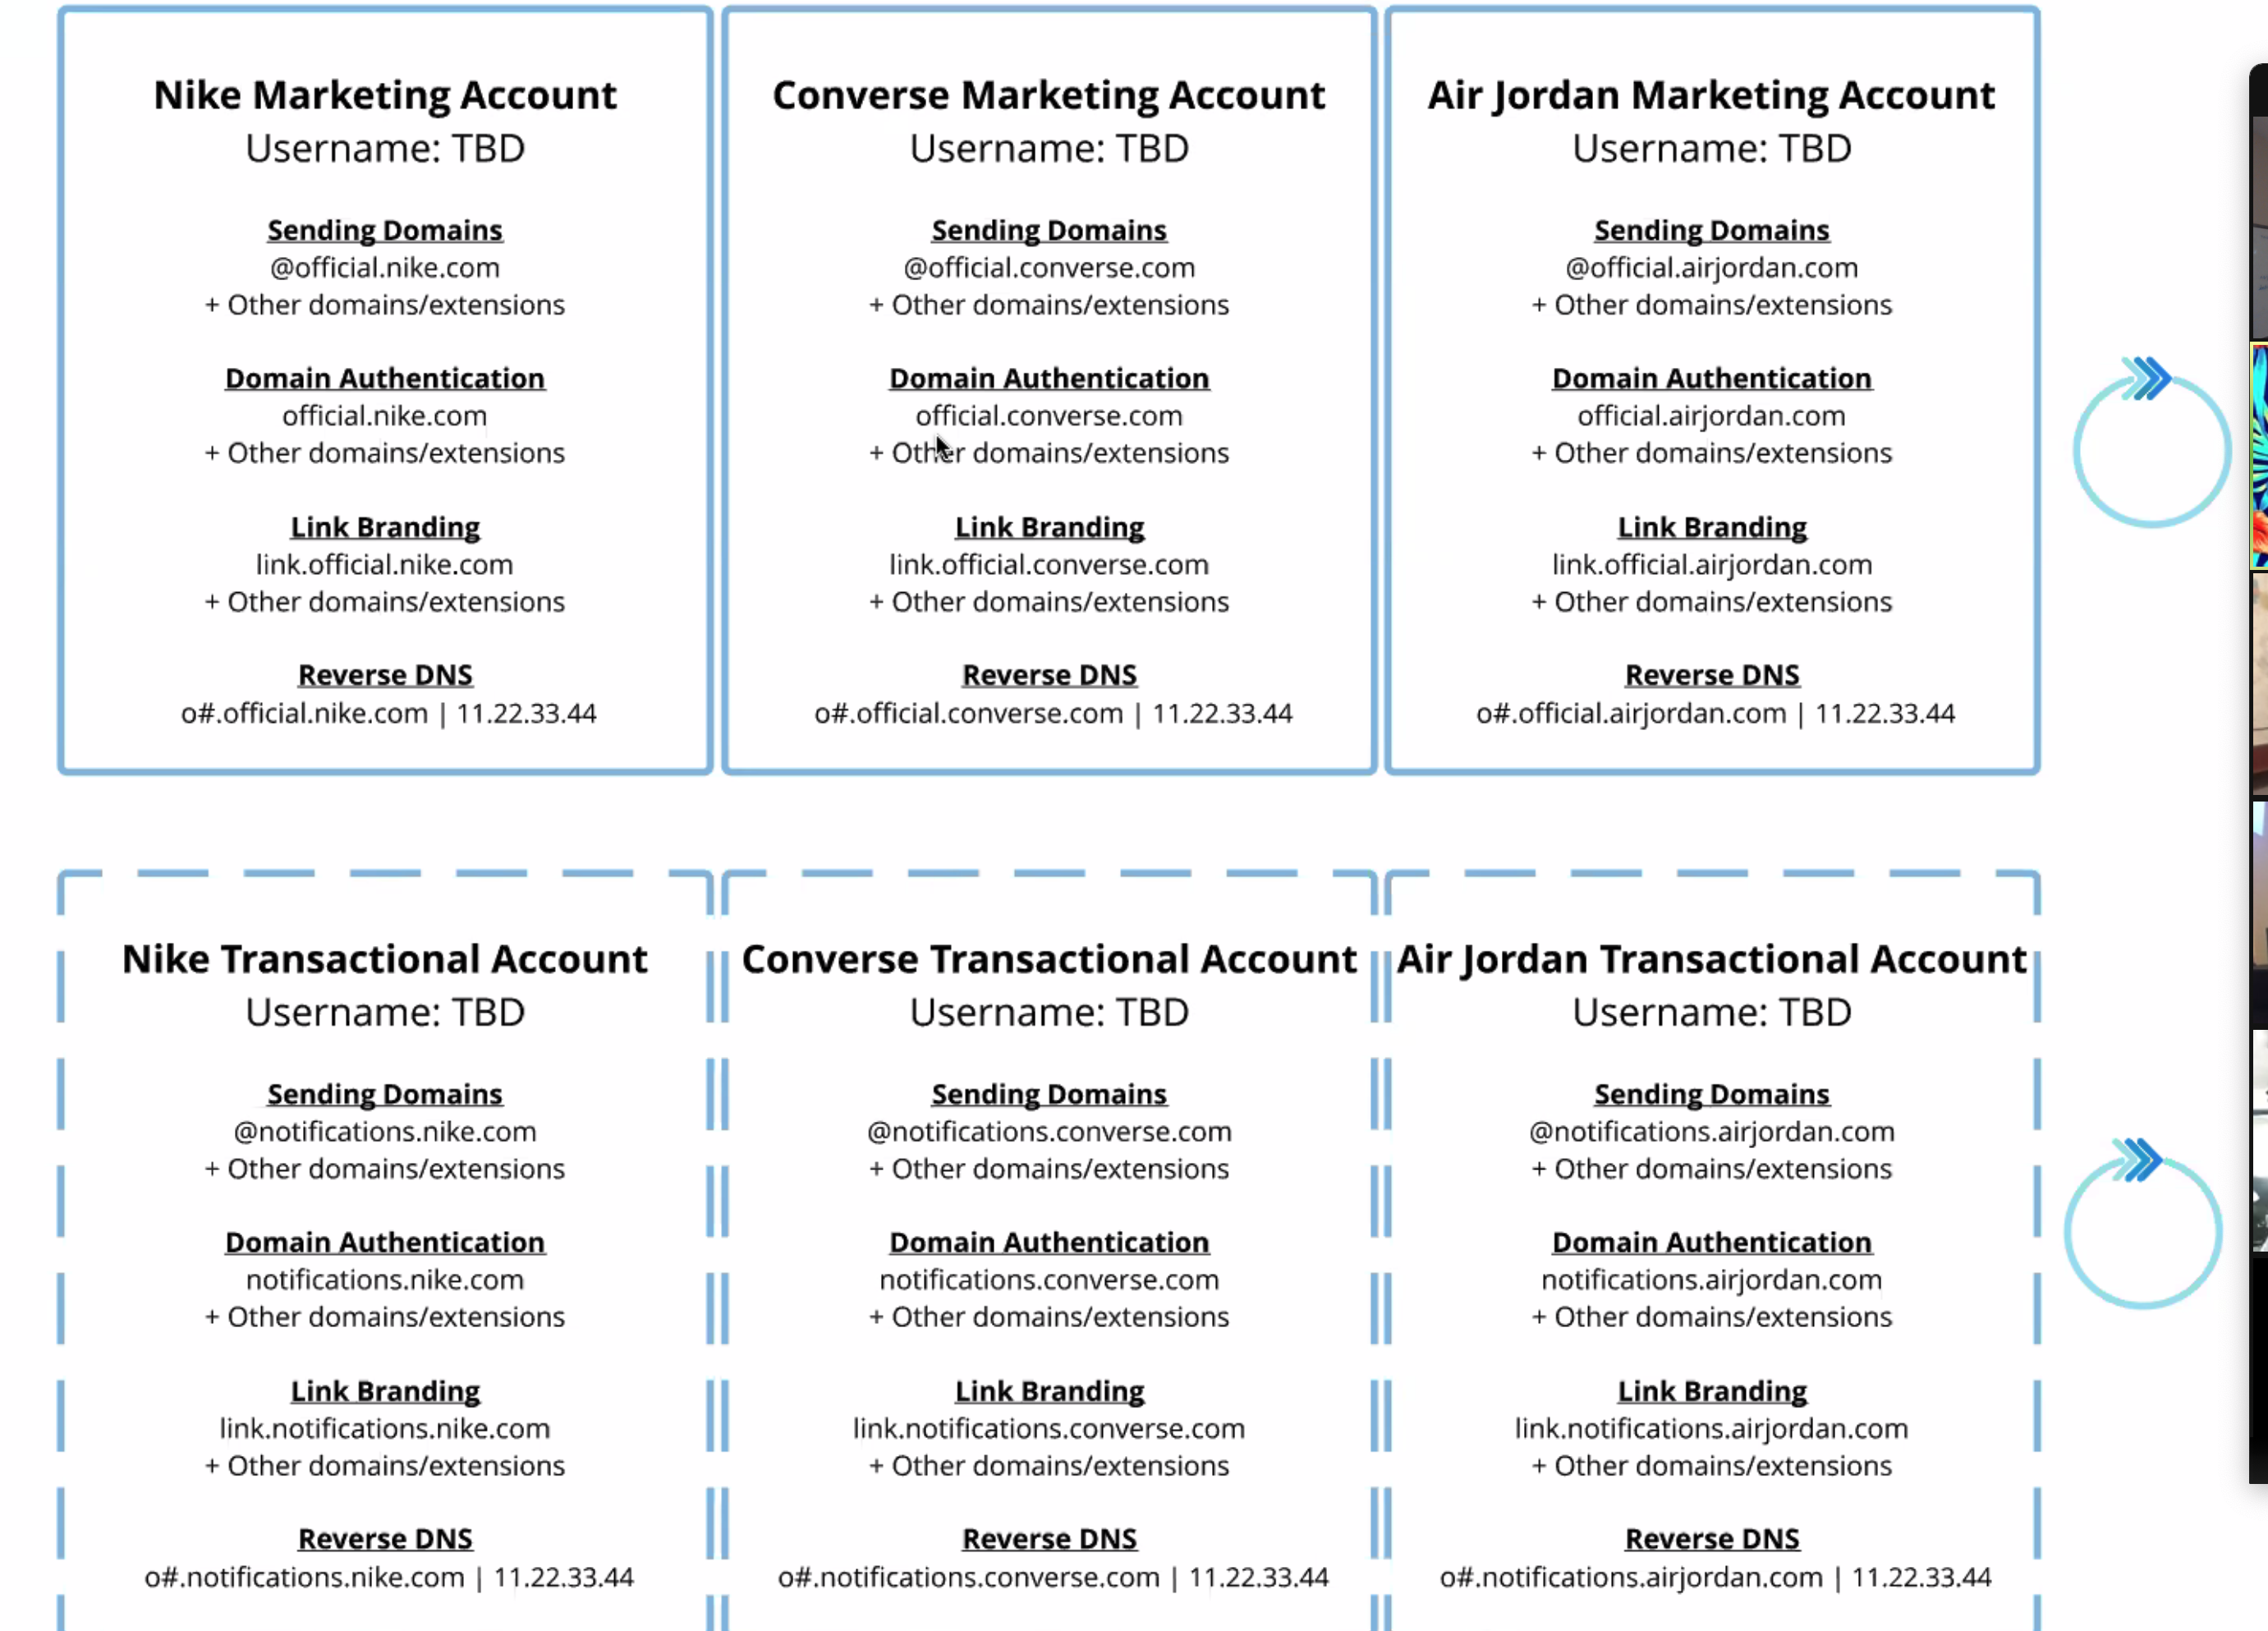 Nike Marketing Account
Username: TBD
Sending Domains
@official.nike.com
+ Other domains/extensions
Domain Authentication
official.nike.com
+ Other domains/extensions
Link Branding
link.official.nike.com
+ Other domains/extensions
Reverse DNS
o#.official.nike.com | 11.22.33.44
Converse Marketing Account
Username: TBD
Sending Domains
@official.converse.com
+ Other domains/extensions
Domain Authentication
official.converse.com
+ Other domains/extensions
Link Branding
link.official.converse.com
+ Other domains/extensions
Reverse DNS
o#.official.converse.com | 11.22.33.44
Air Jordan Marketing Account
Username: TBD
Sending Domains
@official.airjordan.com
+ Other domains/extensions
Domain Authentication
official.airjordan.com
+ Other domains/extensions
Link Branding
link.official.airjordan.com
+ Other domains/extensions
Reverse DNS
o#.official.airjordan.com | 11.22.33.44
Nike Transactional Account
Username: TBD
Sending Domains
@notifications.nike.com
+ Other domains/extensions
Domain Authentication
notifications.nike.com
+ Other domains/extensions
Link Branding
link.notifications.nike.com
+ Other domains/extensions
Reverse DNS
o#.notifications.nike.com | 11.22.33.44
Converse Transactional Account
Username: TBD
Sending Domains
@notifications.converse.com
+ Other domains/extensions
Domain Authentication
notifications.converse.com
+ Other domains/extensions
Link Branding
link.notifications.converse.com
+ Other domains/extensions
Reverse DNS
o#.notifications.converse.com | 11.22.33.44
Air Jordan Transactional Account
Username: TBD
Sending Domains
@notifications.airjordan.com
+ Other domains/extensions
Domain Authentication
notifications.airjordan.com
+ Other domains/extensions
Link Branding
link.notifications.airjordan.com
+ Other domains/extensions
Reverse DNS
o#.notifications.airjordan.com | 11.22.33.44